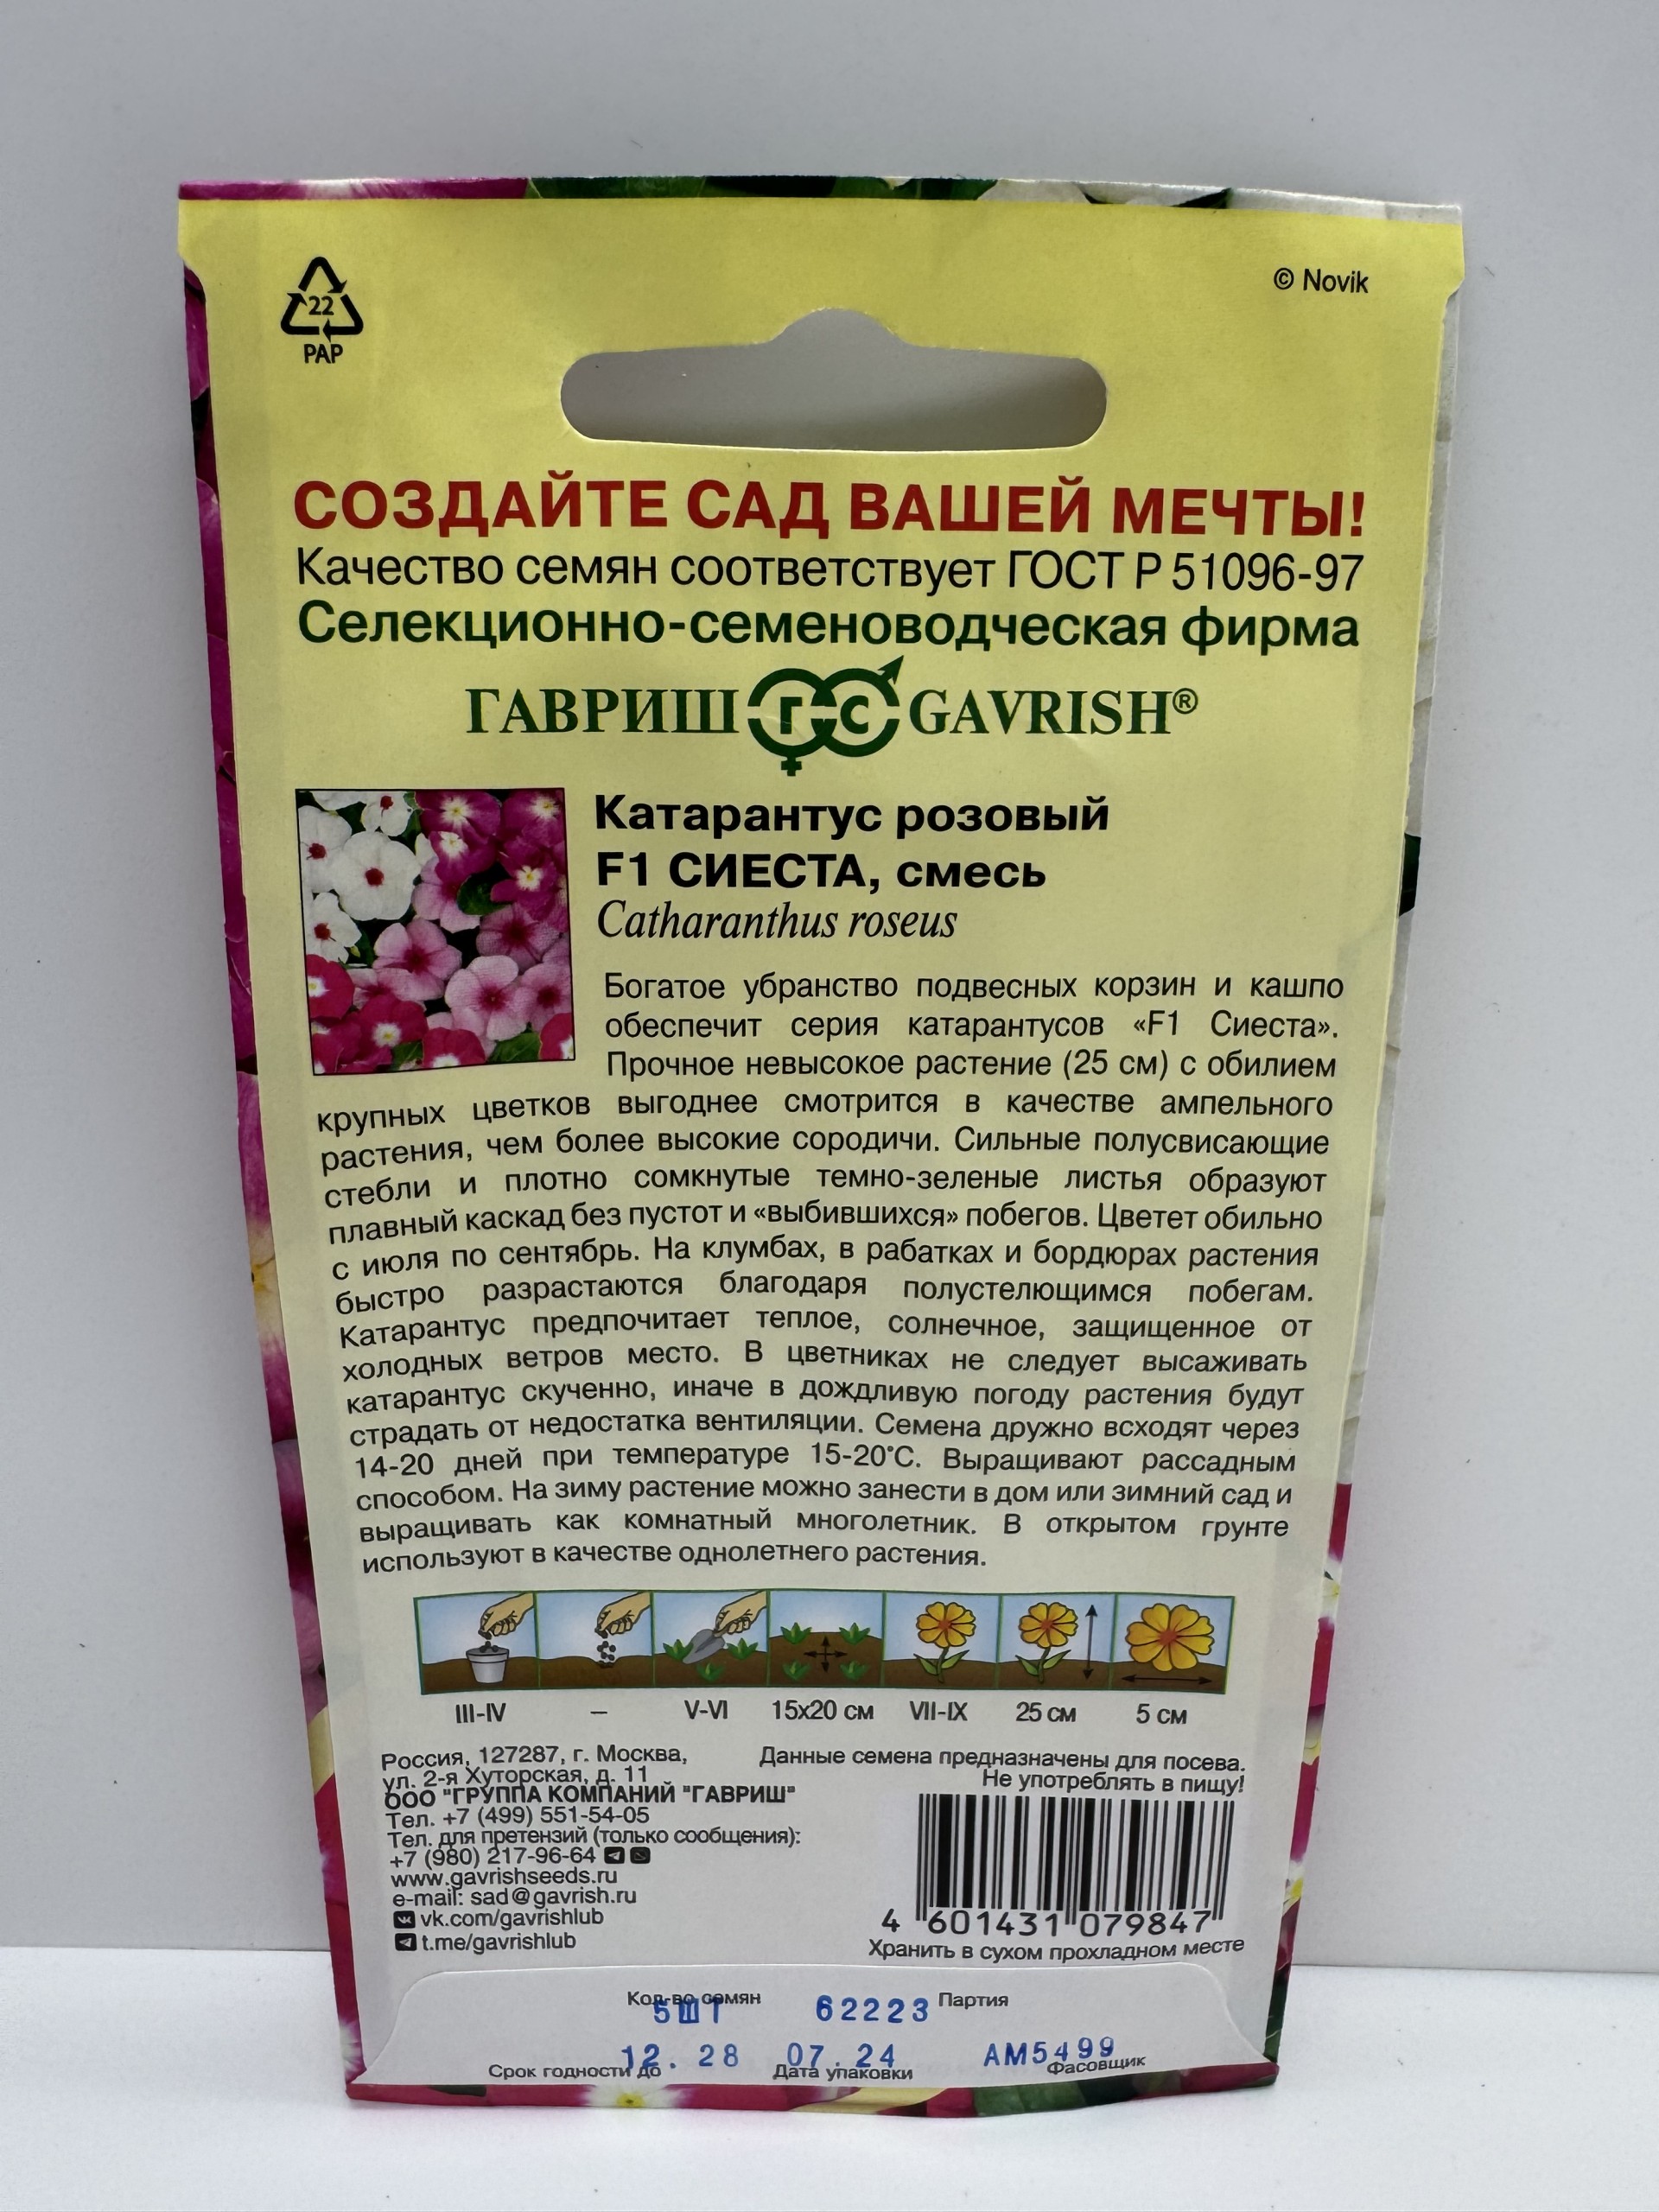 22
PAP
© Novik
СОЗДАЙТЕ САД ВАШЕЙ МЕЧТЫ!
Качество семян соответствует ГОСТ Р 51096-97
Селекционно-семеноводческая фирма
ГАВРИШ ГС GAVRISH®
Катарантус розовый
F1 СИЕСТА, смесь
Catharanthus roseus
Богатое убранство подвесных корзин и кашпо
обеспечит серия катарантусов «F1 Сиеста».
Прочное невысокое растение (25 см) с обилием
крупных цветков выгоднее смотрится в качестве ампельного
растения, чем более высокие сородичи. Сильные полусвисающие
стебли и плотно сомкнутые темно-зеленые листья образуют
плавный каскад без пустот и «выбившихся» побегов. Цветет обильно
с июля по сентябрь. На клумбах, в рабатках и бордюрах растения
быстро разрастаются благодаря полустелющимся побегам.
Катарантус предпочитает теплое, солнечное, защищенное от
холодных ветров место. В цветниках не следует высаживать
катарантус скученно, иначе в дождливую погоду растения будут
страдать от недостатка вентиляции. Семена дружно всходят через
14-20 дней при температуре 15-20°С. Выращивают рассадным
способом. На зиму растение можно занести в дом или зимний сад и
выращивать как комнатный многолетник. В открытом грунте
используют в качестве однолетнего растения.
III-IV – V-VI 15х20 см VII-IX 25 см 5 см
Россия, 127287, г. Москва,
ул. 2-я Хуторская, д. 11
ООО "ГРУППА КОМПАНИЙ "ГАВРИШ"
Тел. +7 (499) 551-54-05
Тел. для претензий (только сообщения):
+7 (980) 217-96-64
www.gavrishseeds.ru
e-mail: sad@gavrish.ru
vk.com/gavrishlub
t.me/gavrishlub
Данные семена предназначены для посева.
Не употреблять в пищу!
4 601431 079847
Хранить в сухом прохладном месте
Кол-во семян 5ШТ 62223 Партия
12.28 07.24 АМ5499
Срок годности до Дата упаковки Фасовщик